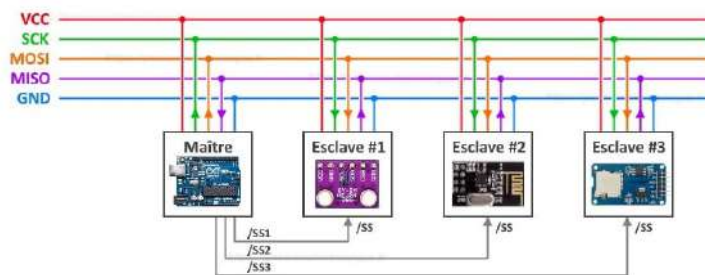 VCC
SCK
MOSI
MISO
GND
Maître Esclave #1 Esclave #2 Esclave #3
/SS1 /SS /SS /SS
/SS2
/SS3